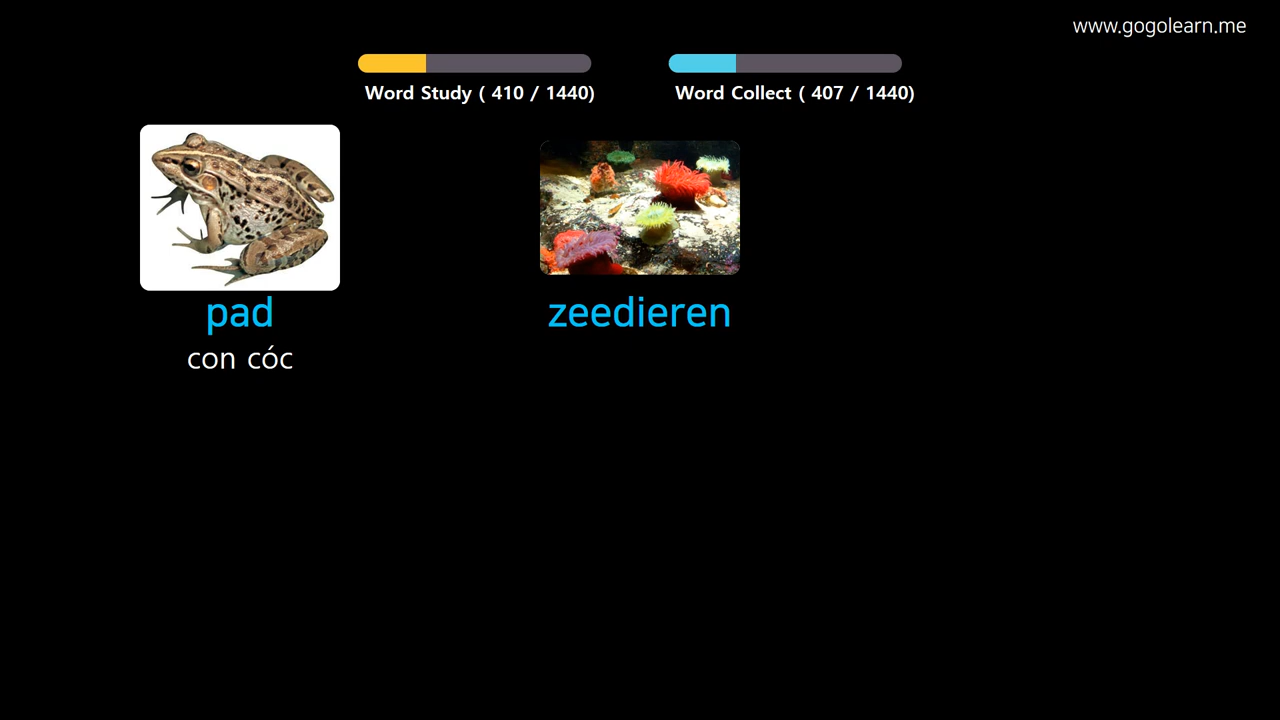 www.gogolearn.me
Word Study ( 410 / 1440)
Word Collect ( 407 / 1440)
pad
zeedieren
con cóc